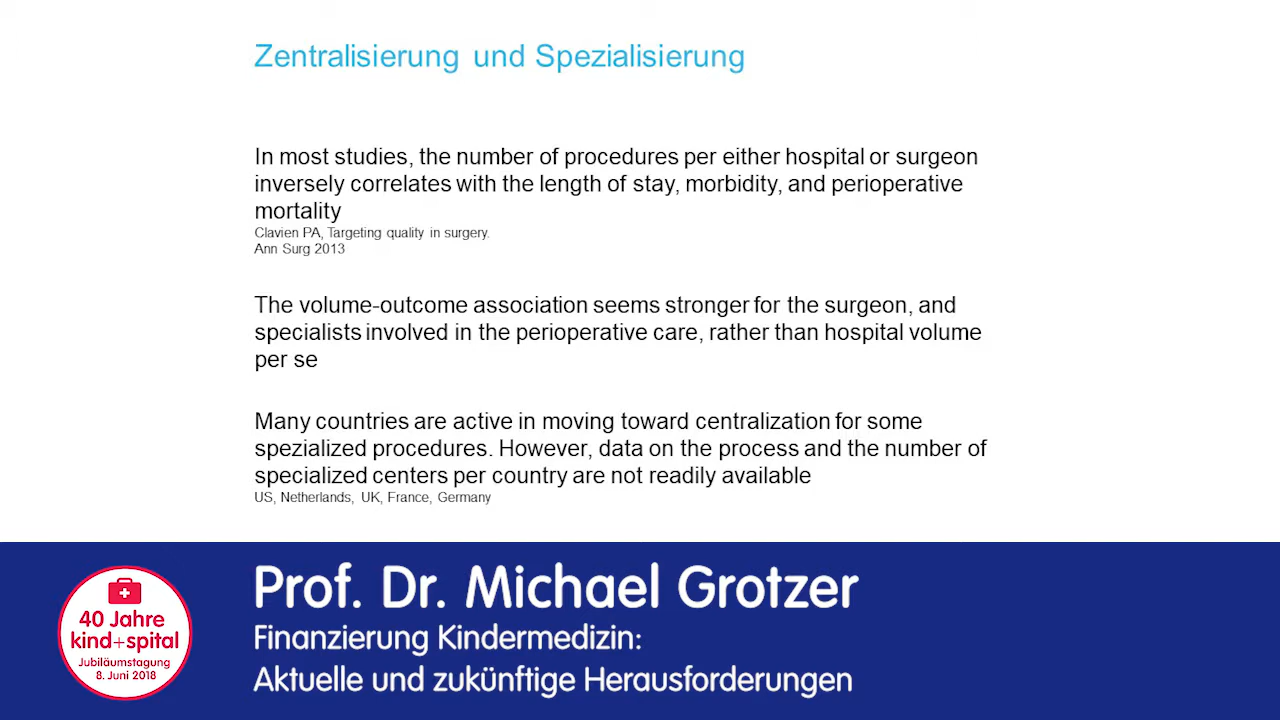 Zentralisierung und Spezialisierung
In most studies, the number of procedures per either hospital or surgeon
inversely correlates with the length of stay, morbidity, and perioperative
mortality
Clavien PA, Targeting quality in surgery.
Ann Surg 2013
The volume-outcome association seems stronger for the surgeon, and
specialists involved in the perioperative care, rather than hospital volume
per se
Many countries are active in moving toward centralization for some
spezialized procedures. However, data on the process and the number of
specialized centers per country are not readily available
US, Netherlands, UK, France, Germany
40 Jahre
kind+spital
Jubiläumstagung
8. Juni 2018
Prof. Dr. Michael Grotzer
Finanzierung Kindermedizin:
Aktuelle und zukünftige Herausforderungen